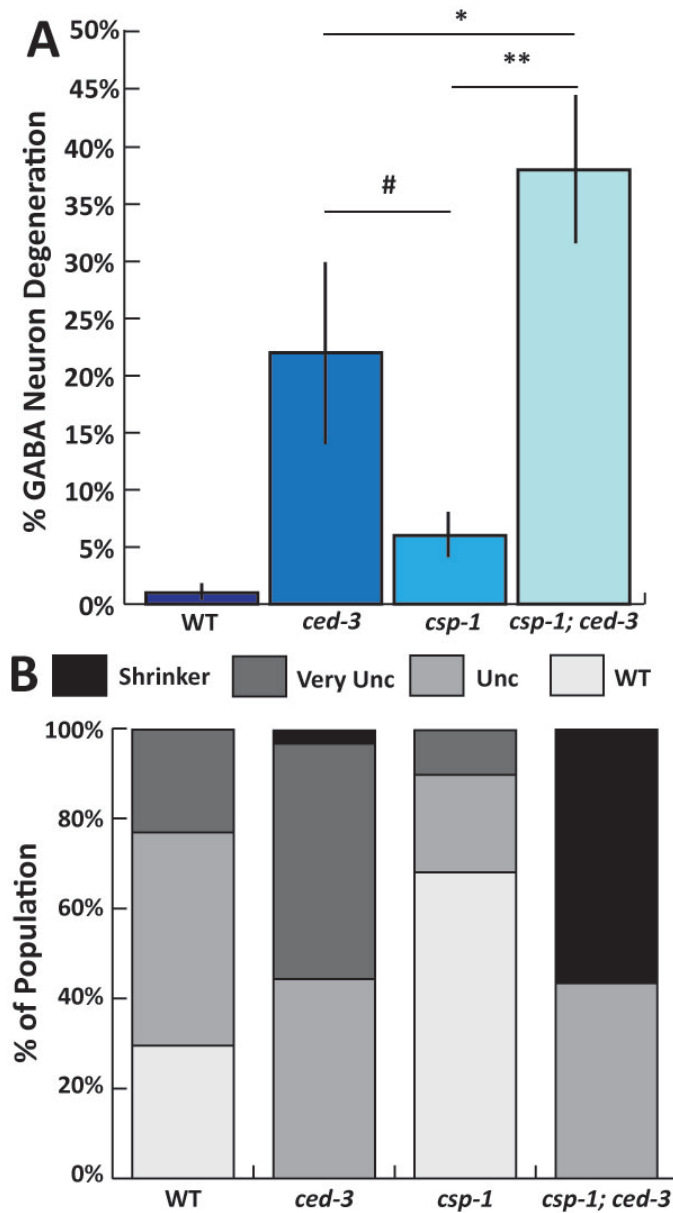 A
% GABA Neuron Degeneration
50%
45%
40%
35%
30%
25%
20%
15%
10%
5%
0%
*
**
#
WT ced-3 csp-1 csp-1; ced-3
B
Shrinker Very Unc Unc WT
% of Population
100%
80%
60%
40%
20%
0%
WT ced-3 csp-1 csp-1; ced-3